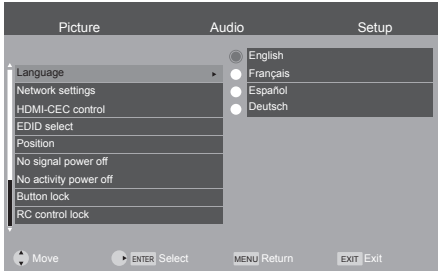 Picture Audio Setup
Language
Network settings
HDMI-CEC control
EDID select
Position
No signal power off
No activity power off
Button lock
RC control lock
English
Français
Español
Deutsch
Move ENTER Select MENU Return EXIT Exit